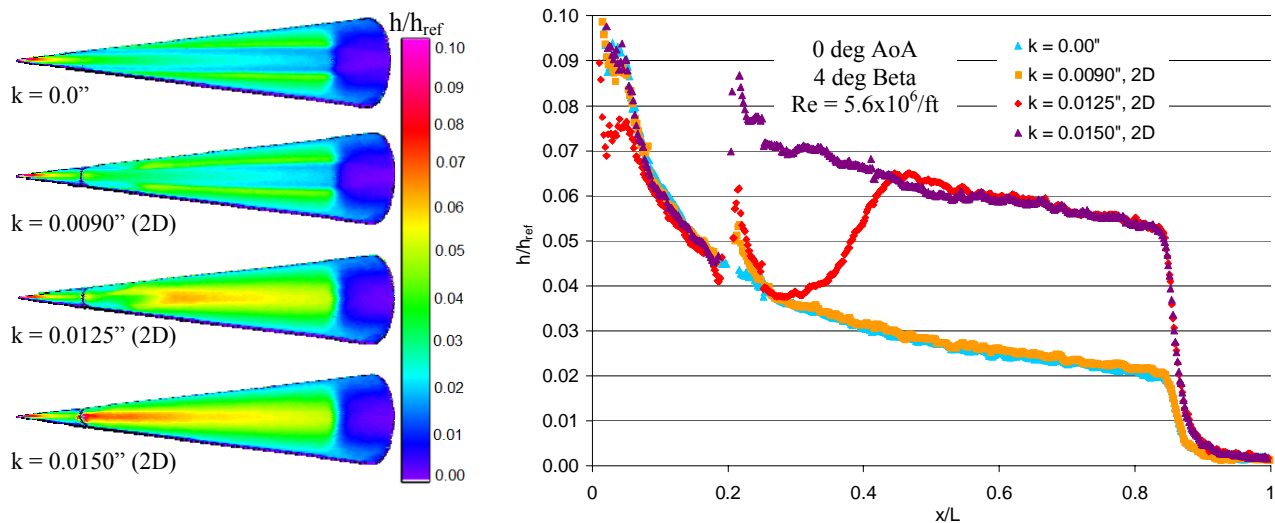 h/href
k = 0.0”
k = 0.0090” (2D)
k = 0.0125” (2D)
k = 0.0150” (2D)
0.10
0.09
0.08
0.07
0.06
0.05
0.04
0.03
0.02
0.01
0.00
0.10
0.09
0.08
0.07
0.06
0.05
0.04
0.03
0.02
0.01
0.00
h/href
0 deg AoA
4 deg Beta
Re = 5.6x10⁶/ft
k = 0.00"
k = 0.0090", 2D
k = 0.0125", 2D
k = 0.0150", 2D
0
0.2
0.4
0.6
0.8
1
x/L